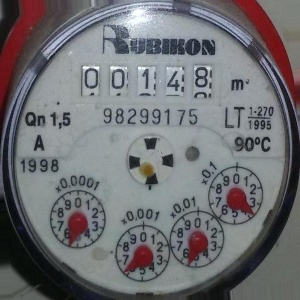 RUBIKON
00148 m³
Qn 1,5 98299175 LT 1-270 1995
A 90°C
1998
x0,0001 x0,1
x0,001 x0,01